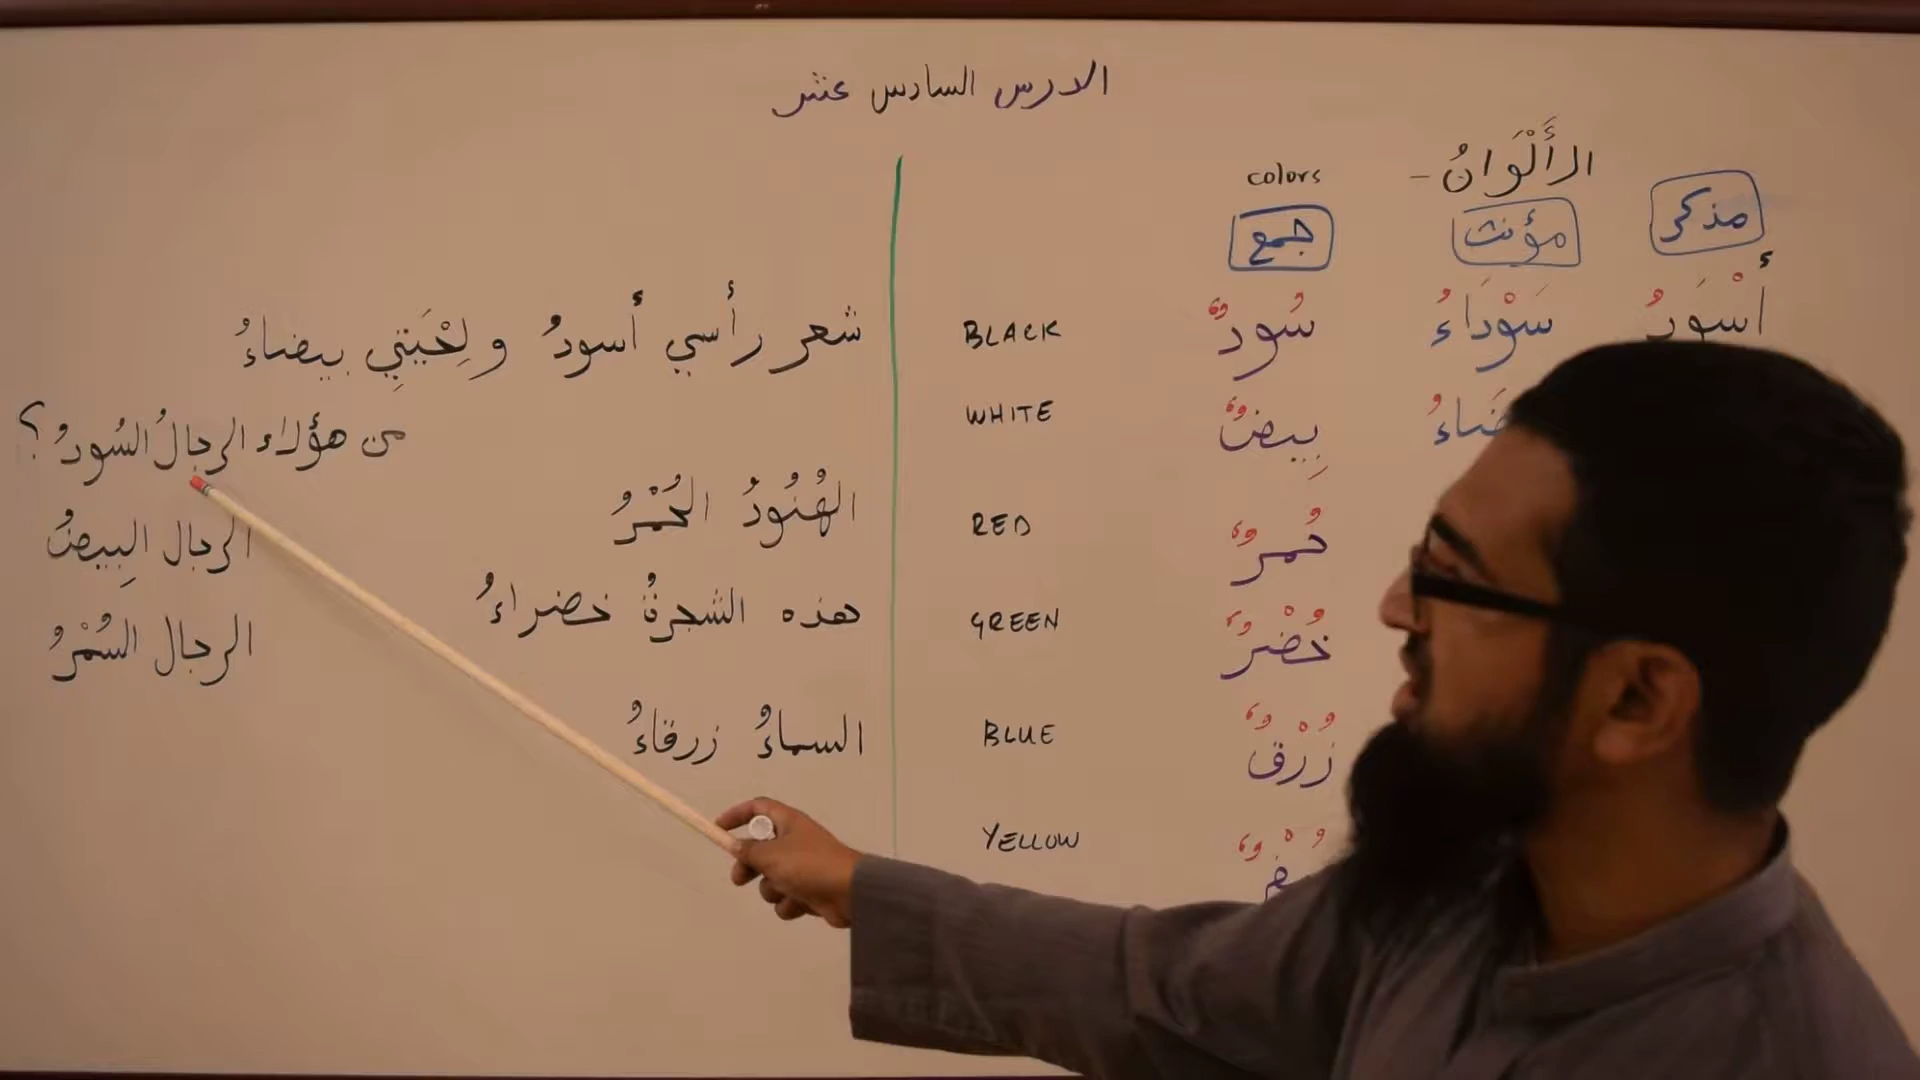 الدرس السادس عشر
الأَلْوَانُ - colors
مذكر مؤنث جمع
أَسْوَدُ سَوْدَاءُ سُودٌ BLACK
بِيضٌ WHITE
حُمرٌ RED
خُضْرٌ GREEN
زُرْقٌ BLUE
YELLOW
شعر رأسي أسودُ ولِحْيَتِي بيضاءُ
من هؤلاء الرجالُ السُودُ؟
الهُنُودُ الحُمْرُ
الرجال البِيضُ
هذه الشجرةُ خضراءُ
الرجال السُمْرُ
السماءُ زرقاءُ